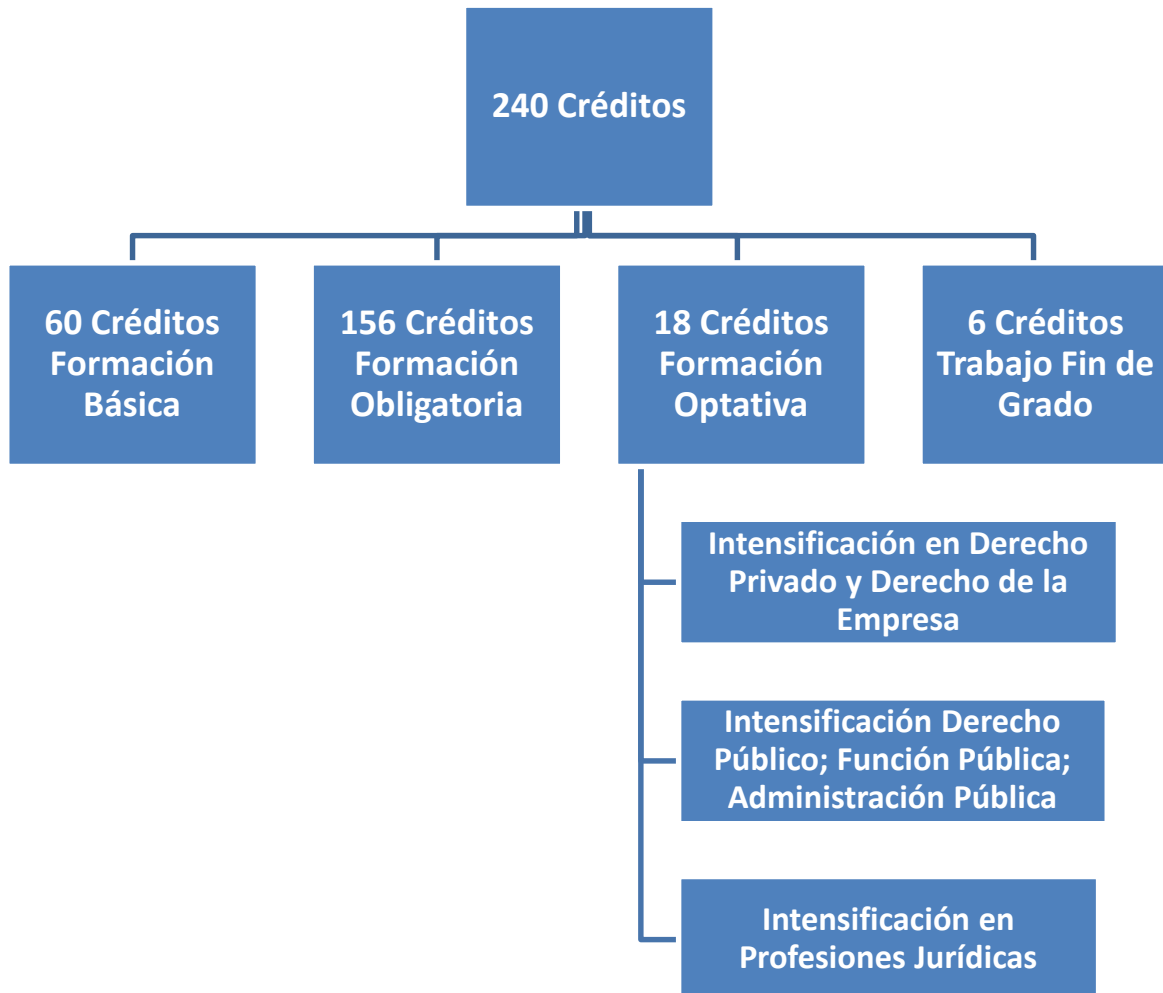 240 Créditos
60 Créditos
Formación
Básica
156 Créditos
Formación
Obligatoria
18 Créditos
Formación
Optativa
6 Créditos
Trabajo Fin de
Grado
Intensificación en Derecho
Privado y Derecho de la
Empresa
Intensificación Derecho
Público; Función Pública;
Administración Pública
Intensificación en
Profesiones Jurídicas